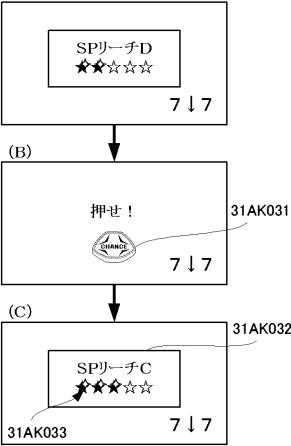 SPリーチD
★★☆☆☆
7↓7
(B)
押せ！
CHANCE
31AK031
7↓7
(C)
31AK032
SPリーチC
★★★☆☆
7↓7
31AK033